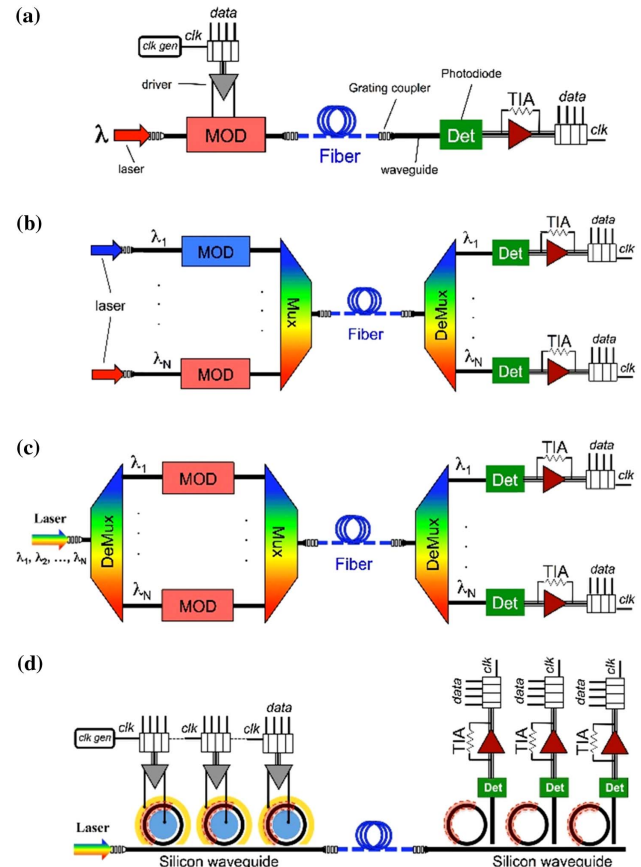 (a)
data
clk
clk gen
driver
Grating coupler
Photodiode
TIA
data
λ
MOD
Det
clk
laser
Fiber
waveguide
(b)
λ1
MOD
laser
Mux
Fiber
DeMux
λN
MOD
λ1
Det
TIA
data
clk
λN
Det
TIA
data
clk
(c)
Laser
λ1, λ2, ..., λN
DeMux
λ1
MOD
λN
MOD
Mux
Fiber
DeMux
λ1
Det
TIA
data
clk
λN
Det
TIA
data
clk
(d)
clk gen
clk
clk
clk
data
Laser
Silicon waveguide
clk
clk
clk
data
data
data
TIA
TIA
TIA
Det
Det
Det
Silicon waveguide